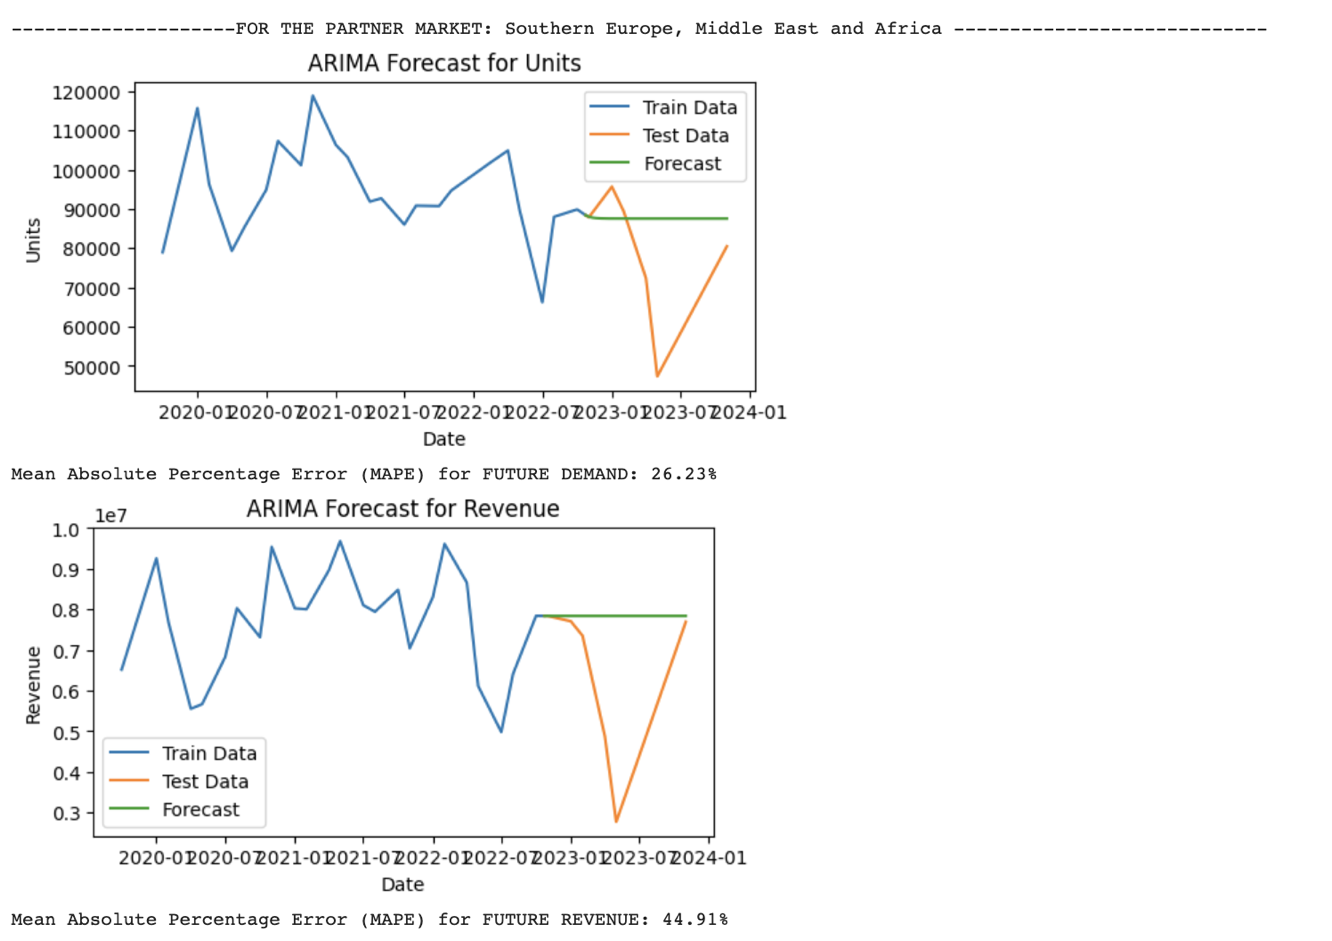 --------------------FOR THE PARTNER MARKET: Southern Europe, Middle East and Africa ----------------------------
ARIMA Forecast for Units
120000
110000
100000
90000
80000
70000
60000
50000
Units
Train Data
Test Data
Forecast
2020-01 2020-07 2021-01 2021-07 2022-01 2022-07 2023-01 2023-07 2024-01
Date
Mean Absolute Percentage Error (MAPE) for FUTURE DEMAND: 26.23%
ARIMA Forecast for Revenue
1e7
1.0
0.9
0.8
0.7
0.6
0.5
0.4
0.3
Revenue
Train Data
Test Data
Forecast
2020-01 2020-07 2021-01 2021-07 2022-01 2022-07 2023-01 2023-07 2024-01
Date
Mean Absolute Percentage Error (MAPE) for FUTURE REVENUE: 44.91%